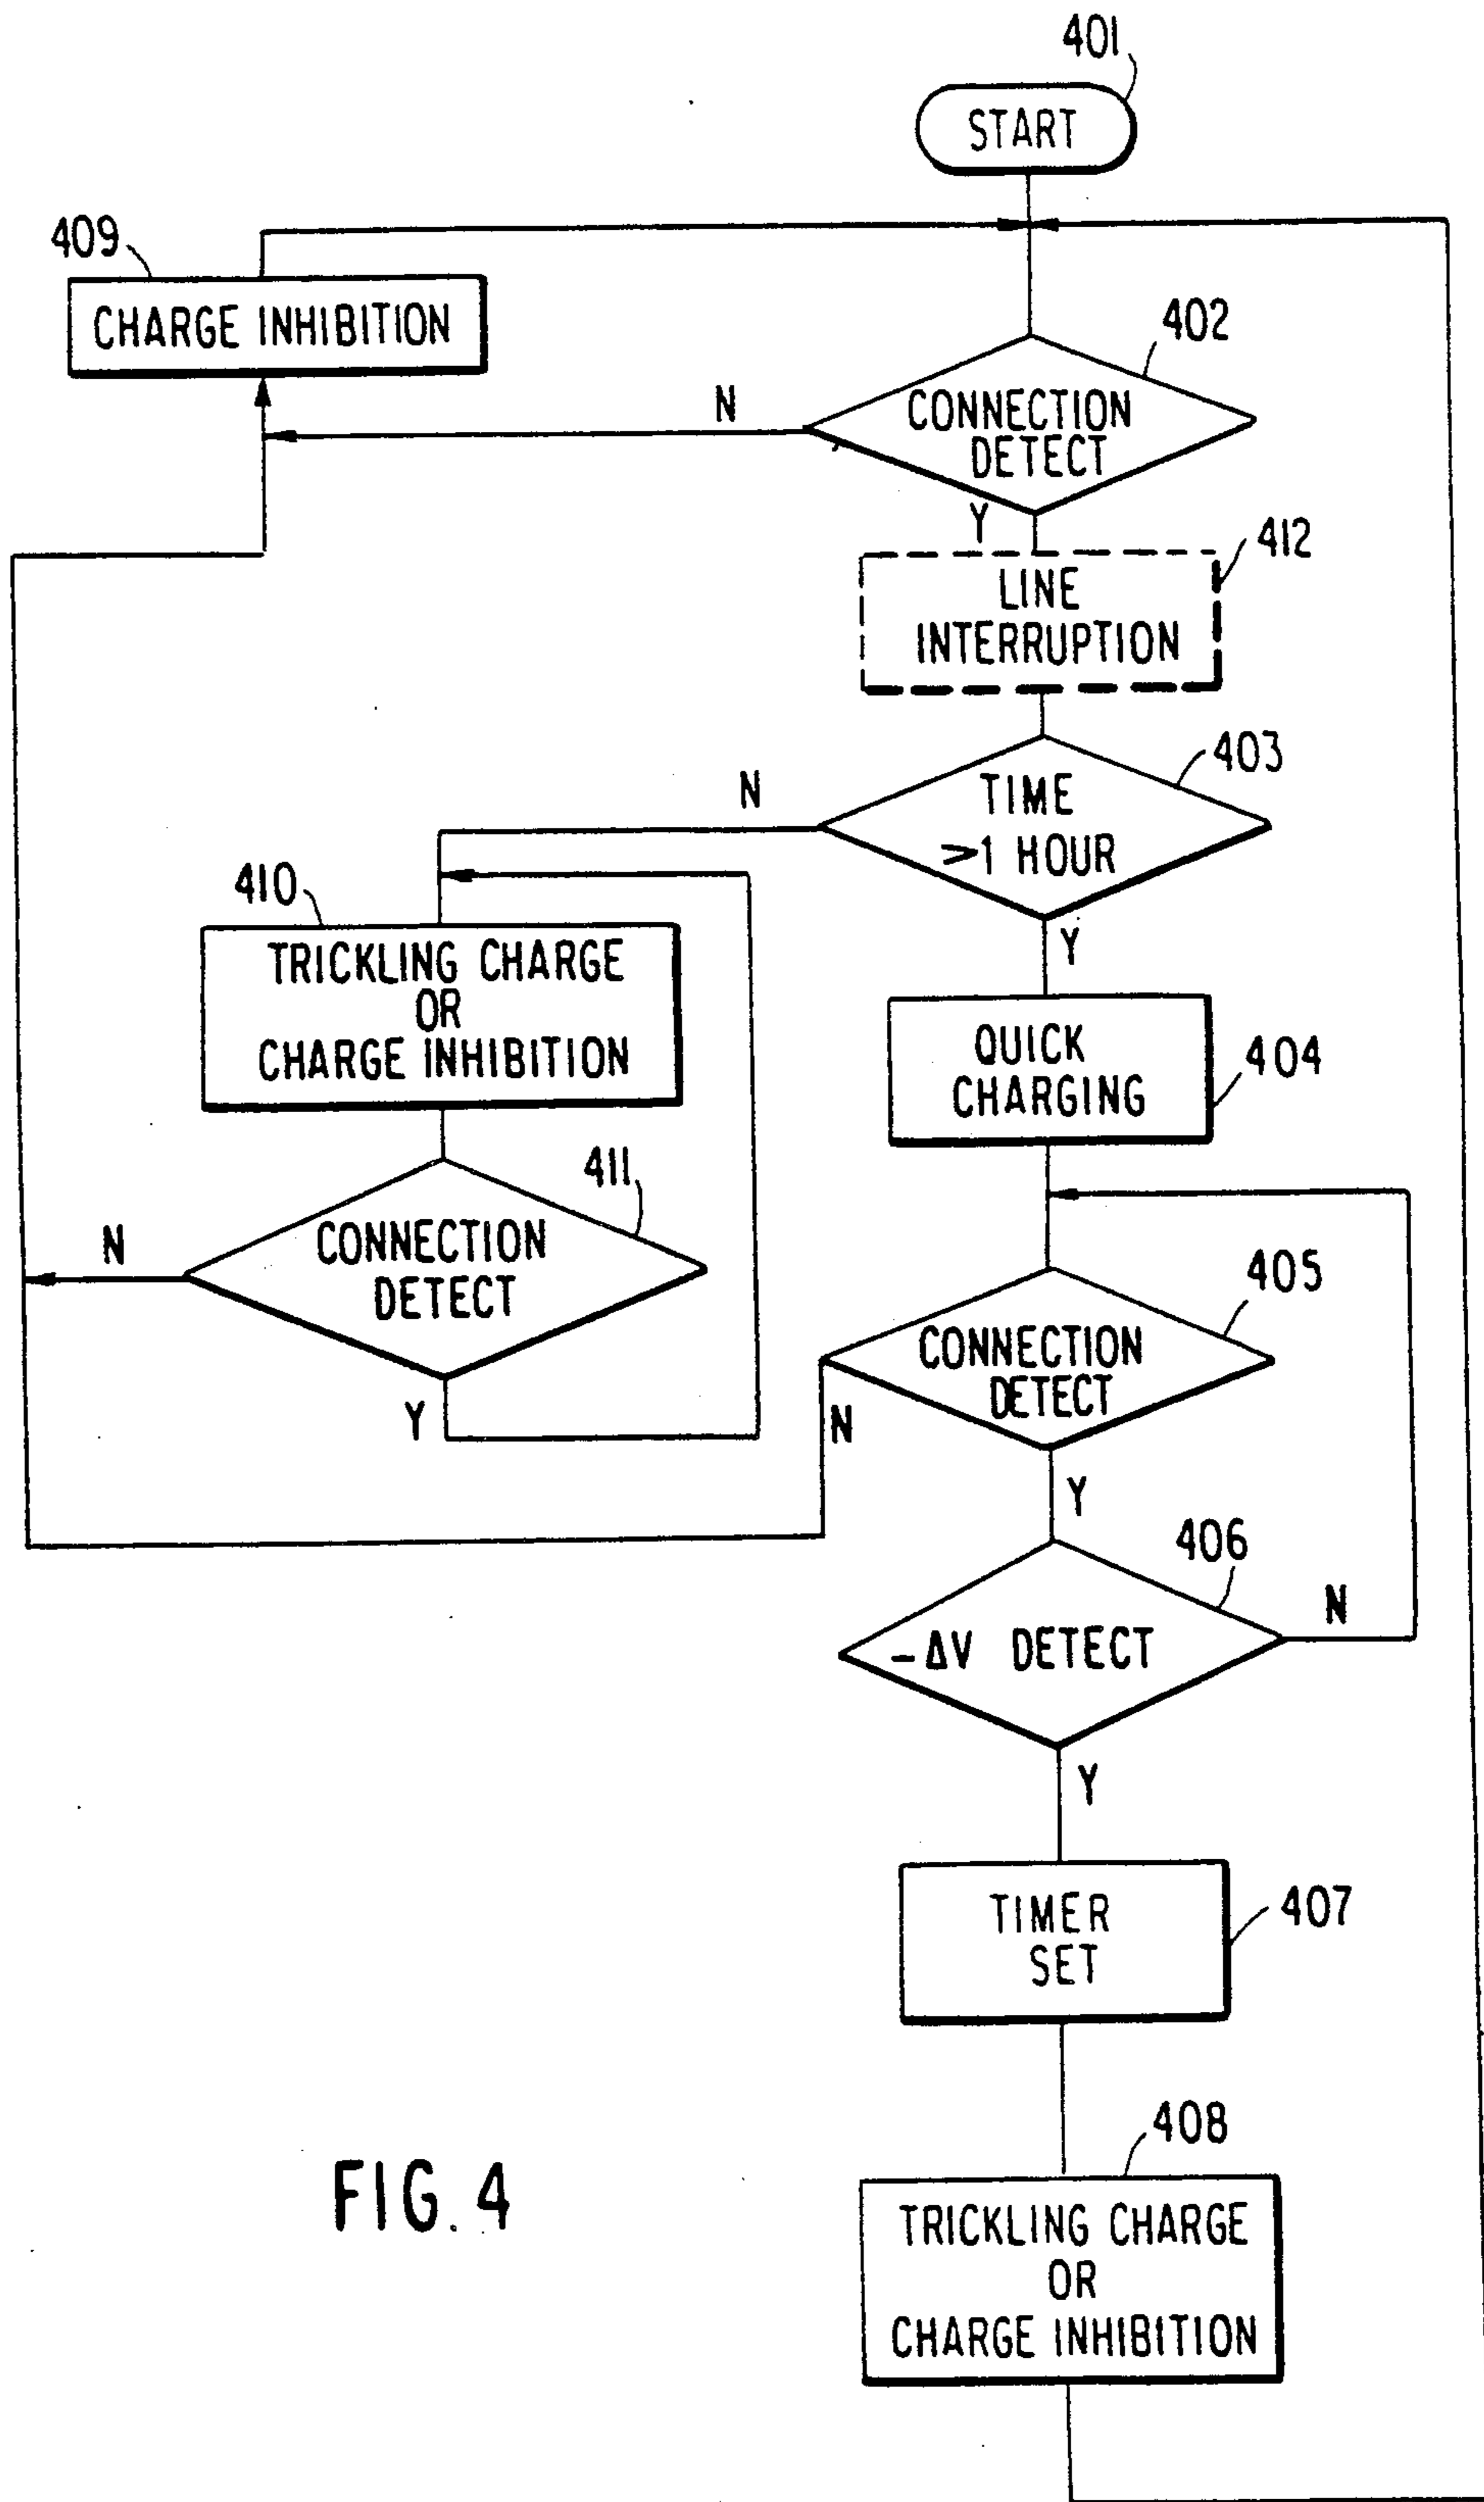 401
START
409
CHARGE INHIBITION
402
N
CONNECTION
DETECT
Y
412
LINE
INTERRUPTION
403
N
TIME
>1 HOUR
Y
410
TRICKLING CHARGE
OR
CHARGE INHIBITION
QUICK
CHARGING
404
411
N
CONNECTION
DETECT
Y
405
CONNECTION
DETECT
N
Y
406
N
-ΔV DETECT
Y
TIMER
SET
407
408
TRICKLING CHARGE
OR
CHARGE INHIBITION
FIG. 4